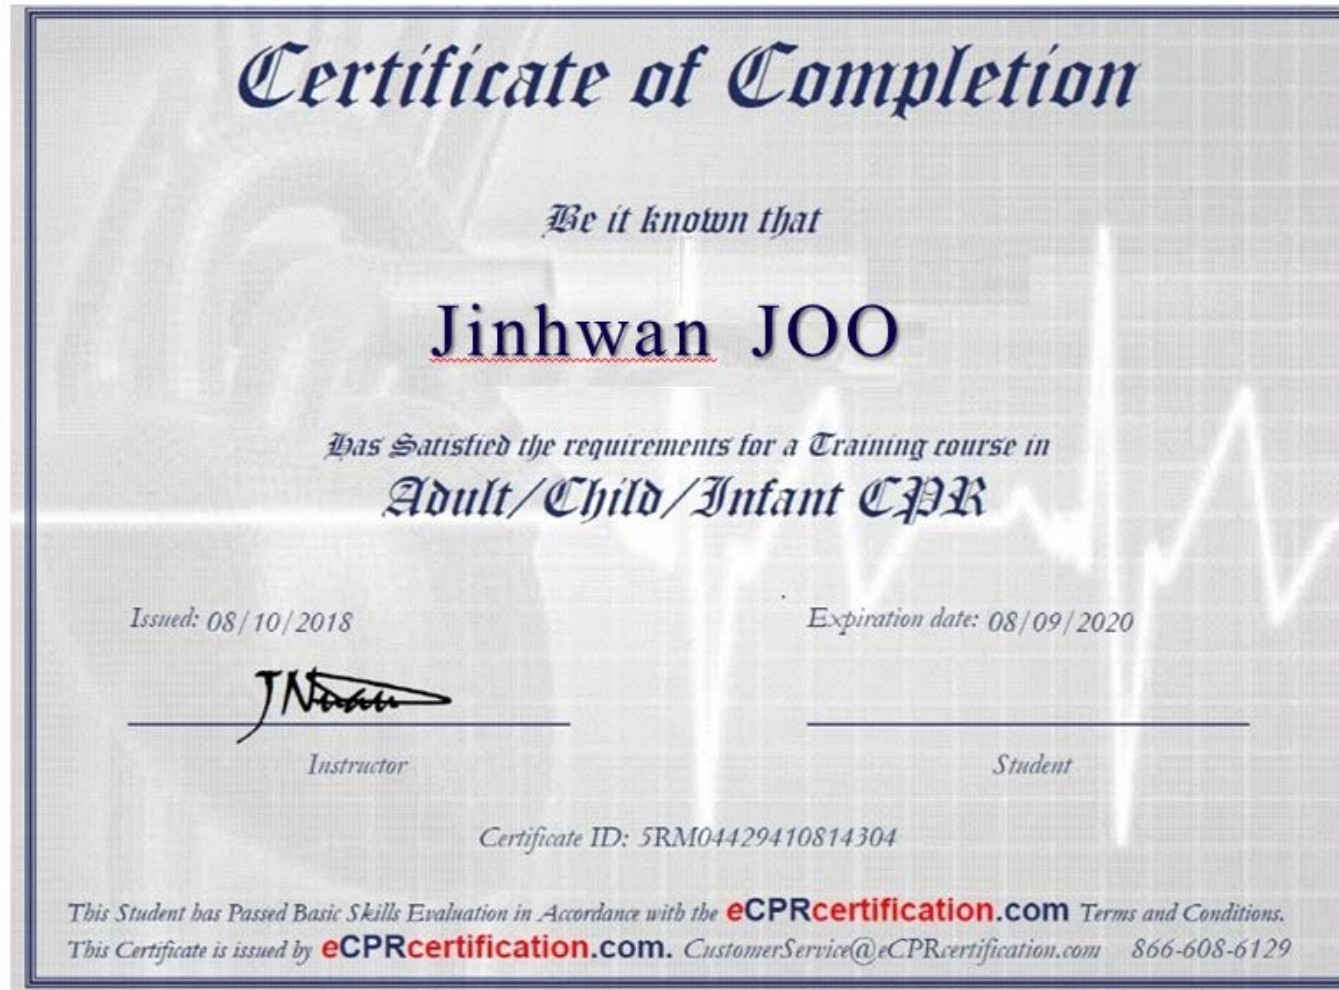 Certificate of Completion
Be it known that
Jinhwan JOO
Has Satisfied the requirements for a Training course in
Adult/Child/Infant CPR
Issued: 08/10/2018 Expiration date: 08/09/2020
Instructor Student
Certificate ID: 5RM04429410814304
This Student has Passed Basic Skills Evaluation in Accordance with the eCPRcertification.com Terms and Conditions.
This Certificate is issued by eCPRcertification.com. CustomerService@eCPRcertification.com 866-608-6129